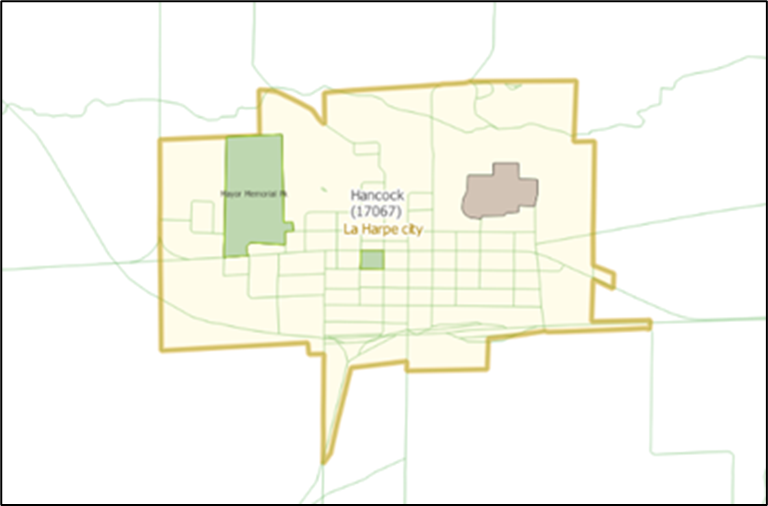 Mayor Memorial Pk
Hancock
(17067)
La Harpe city